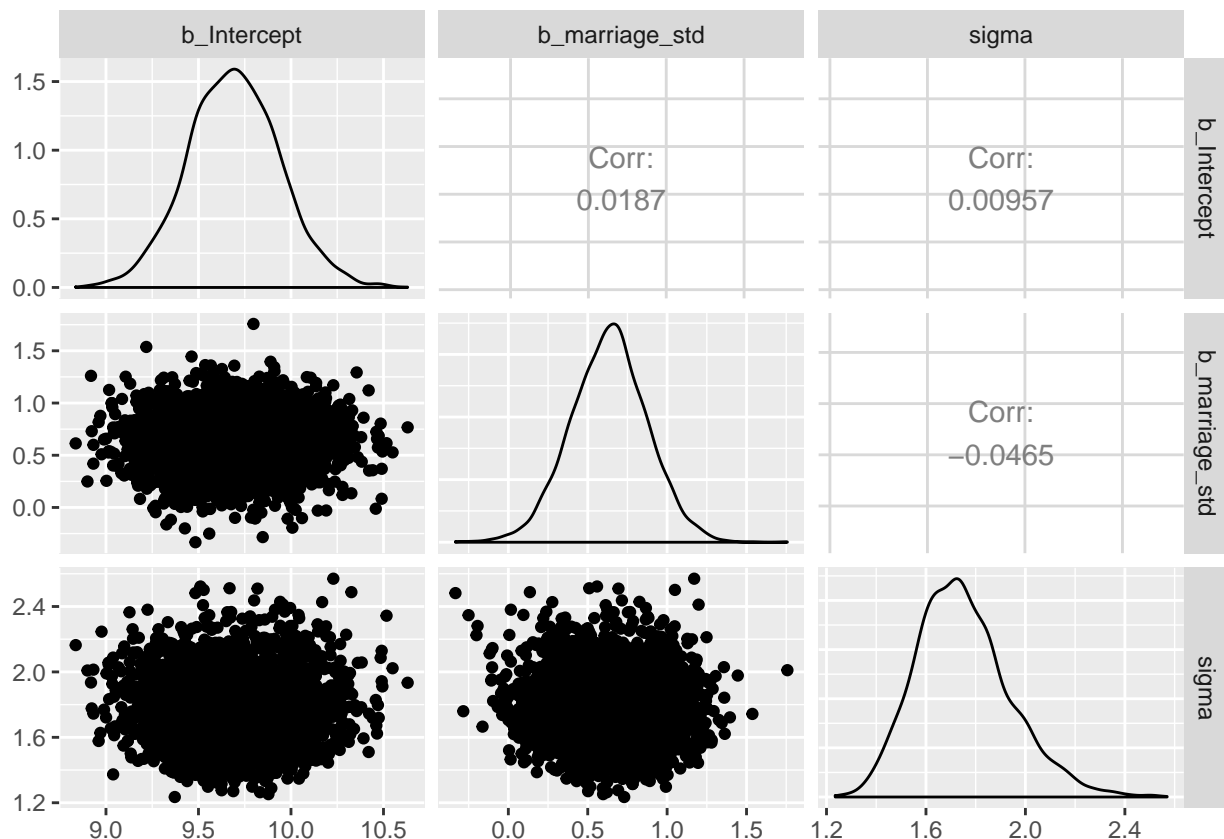 b_Intercept b_marriage_std sigma
1.5
1.0
0.5
0.0
Corr:
0.0187
Corr:
0.00957
b_Intercept
1.5
1.0
0.5
0.0
Corr:
−0.0465
b_marriage_std
2.4
2.0
1.6
1.2
sigma
9.0 9.5 10.0 10.5 0.0 0.5 1.0 1.5 1.2 1.6 2.0 2.4